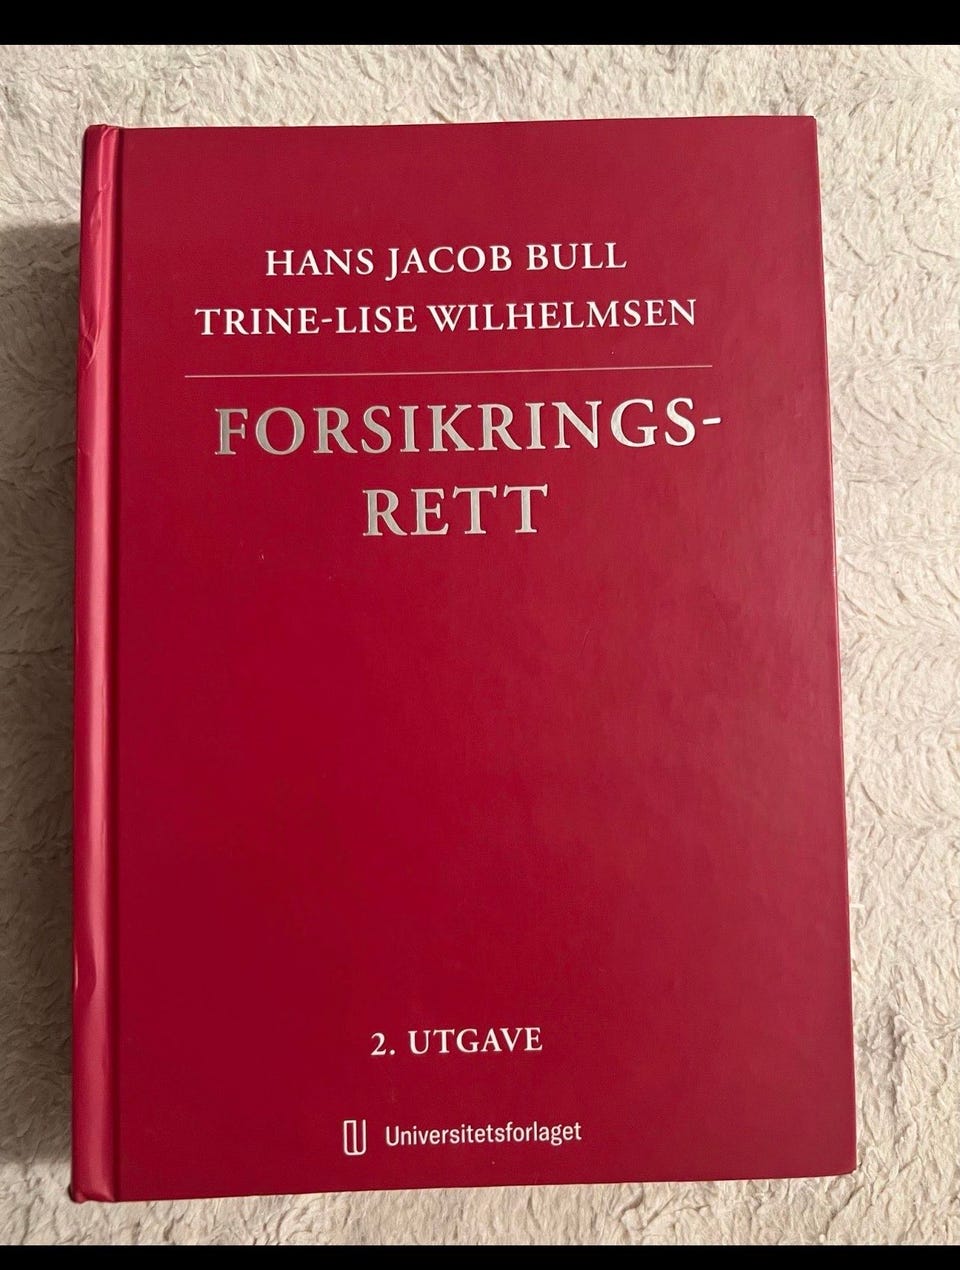 HANS JACOB BULL
TRINE-LISE WILHELMSEN
FORSIKRINGS-
RETT
2. UTGAVE
Universitetsforlaget